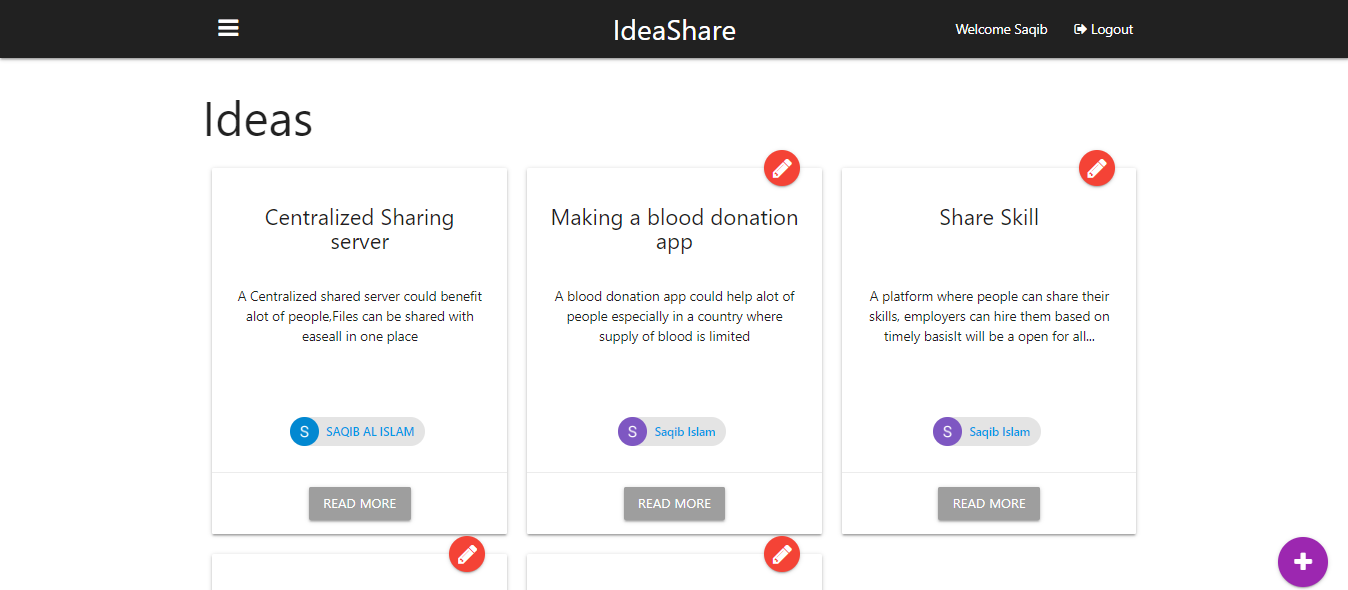 IdeaShare
Welcome Saqib
Logout
Ideas
Centralized Sharing
server
A Centralized shared server could benefit
alot of people,Files can be shared with
easeall in one place
S
SAQIB AL ISLAM
READ MORE
Making a blood donation
app
A blood donation app could help alot of
people especially in a country where
supply of blood is limited
S
Saqib Islam
READ MORE
Share Skill
A platform where people can share their
skills, employers can hire them based on
timely basisIt will be a open for all...
S
Saqib Islam
READ MORE